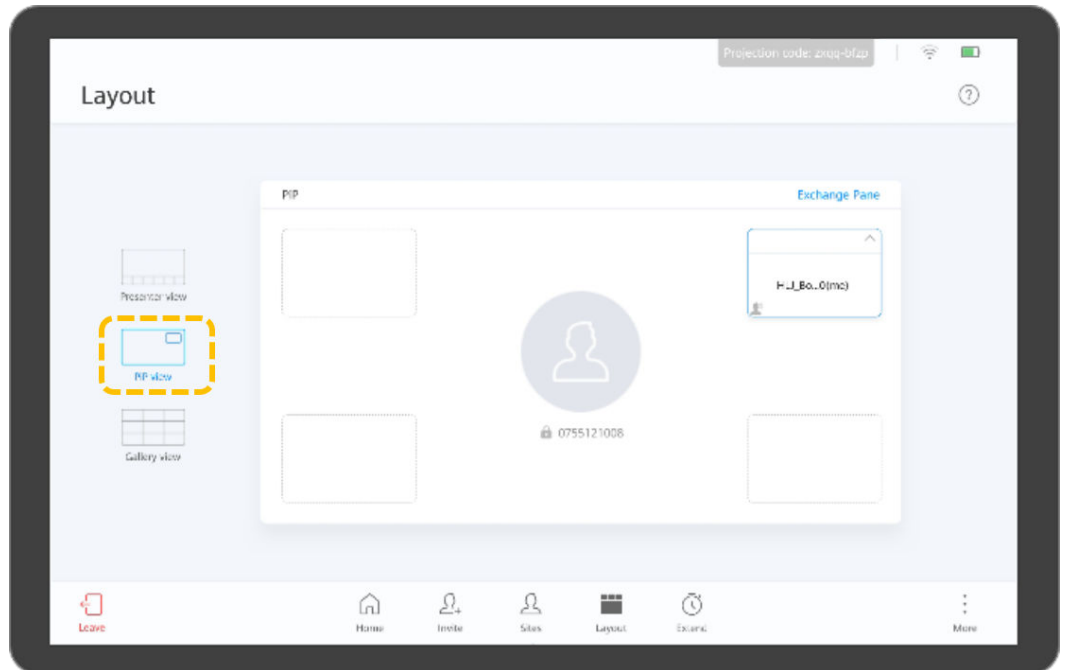 Projection code: zxqq-bfzp
Layout
PIP
Exchange Pane
Presenter view
PIP view
Gallery view
0755121008
Leave
Home
Invite
Sites
Layout
Extend
More